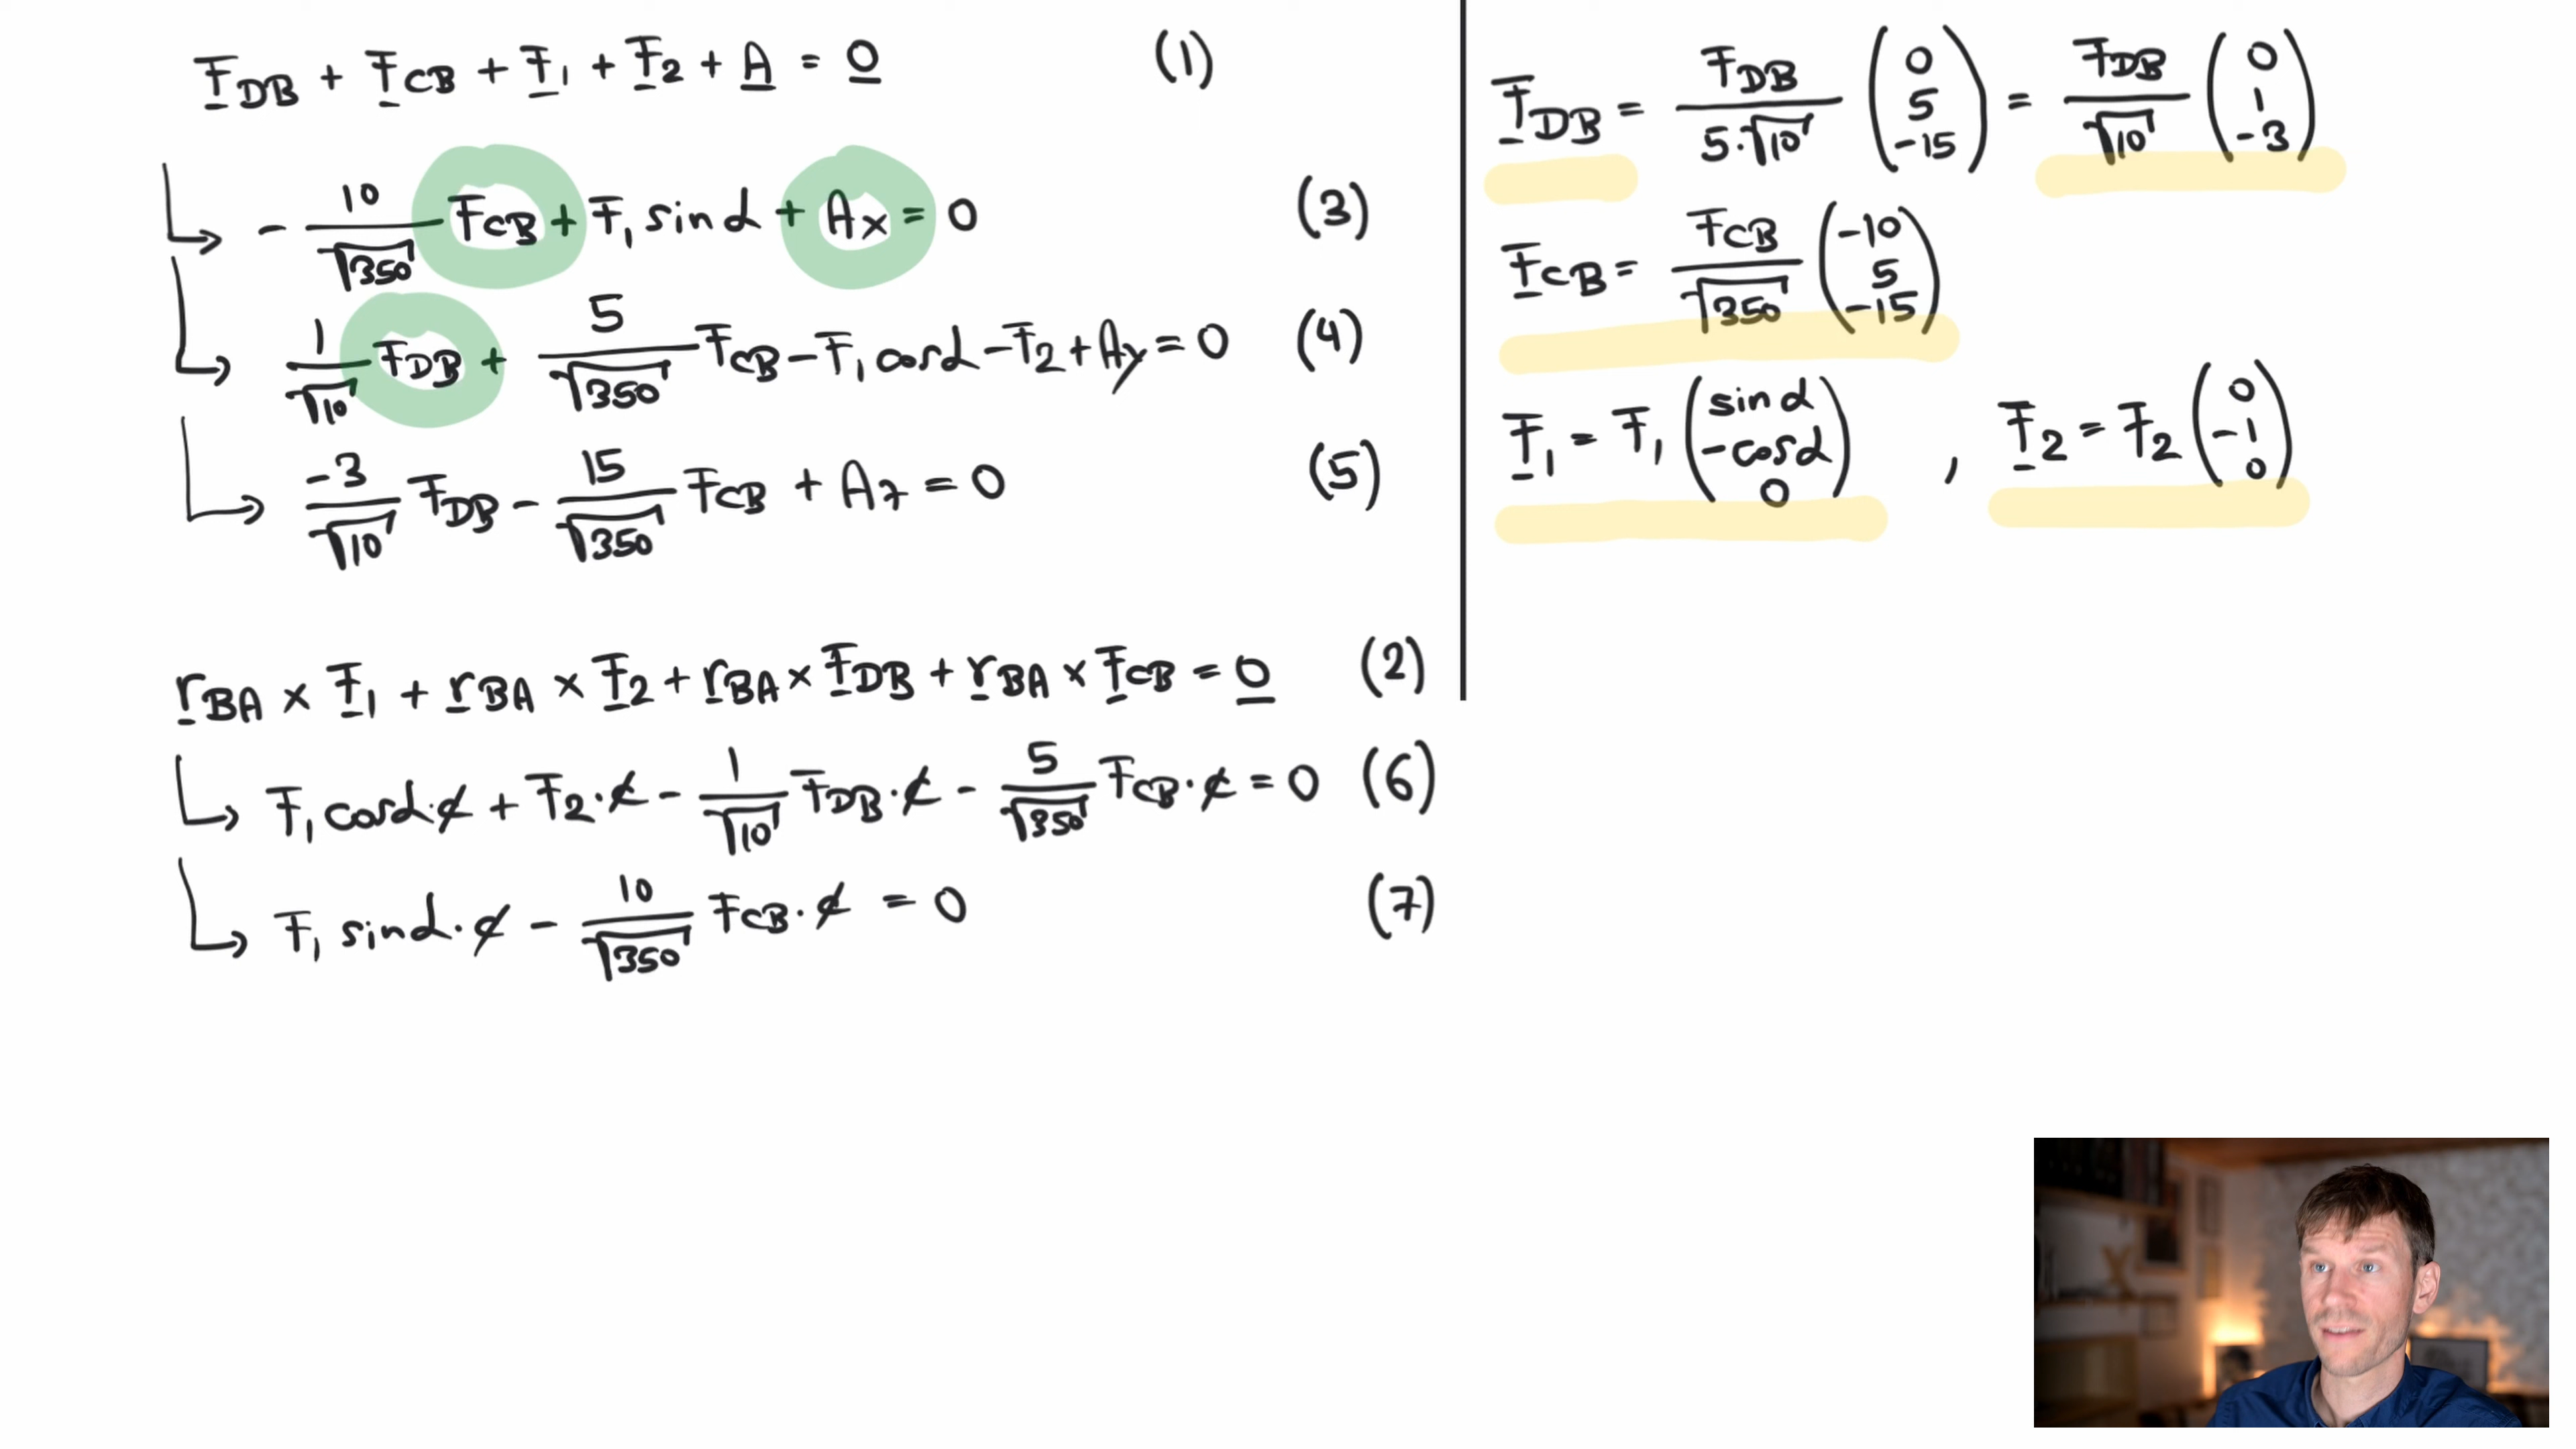 F_DB + F_CB + F_1 + F_2 + A = 0 (1)
- 10/√350 F_CB + F_1 sin α + A_x = 0 (3)
1/√10 F_DB + 5/√350 F_CB - F_1 cos α - F_2 + A_y = 0 (4)
-3/√10 F_DB - 15/√350 F_CB + A_z = 0 (5)
r_BA × F_1 + r_BA × F_2 + r_BA × F_DB + r_BA × F_CB = 0 (2)
F_1 cos α · ȼ + F_2 · ȼ - 1/√10 F_DB · ȼ - 5/√350 F_CB · ȼ = 0 (6)
F_1 sin α · ȼ - 10/√350 F_CB · ȼ = 0 (7)
F_DB = F_DB/(5·√10) (0 5 -15) = F_DB/√10 (0 1 -3)
F_CB = F_CB/√350 (-10 5 -15)
F_1 = F_1 (sin α -cos α 0) , F_2 = F_2 (0 -1 0)